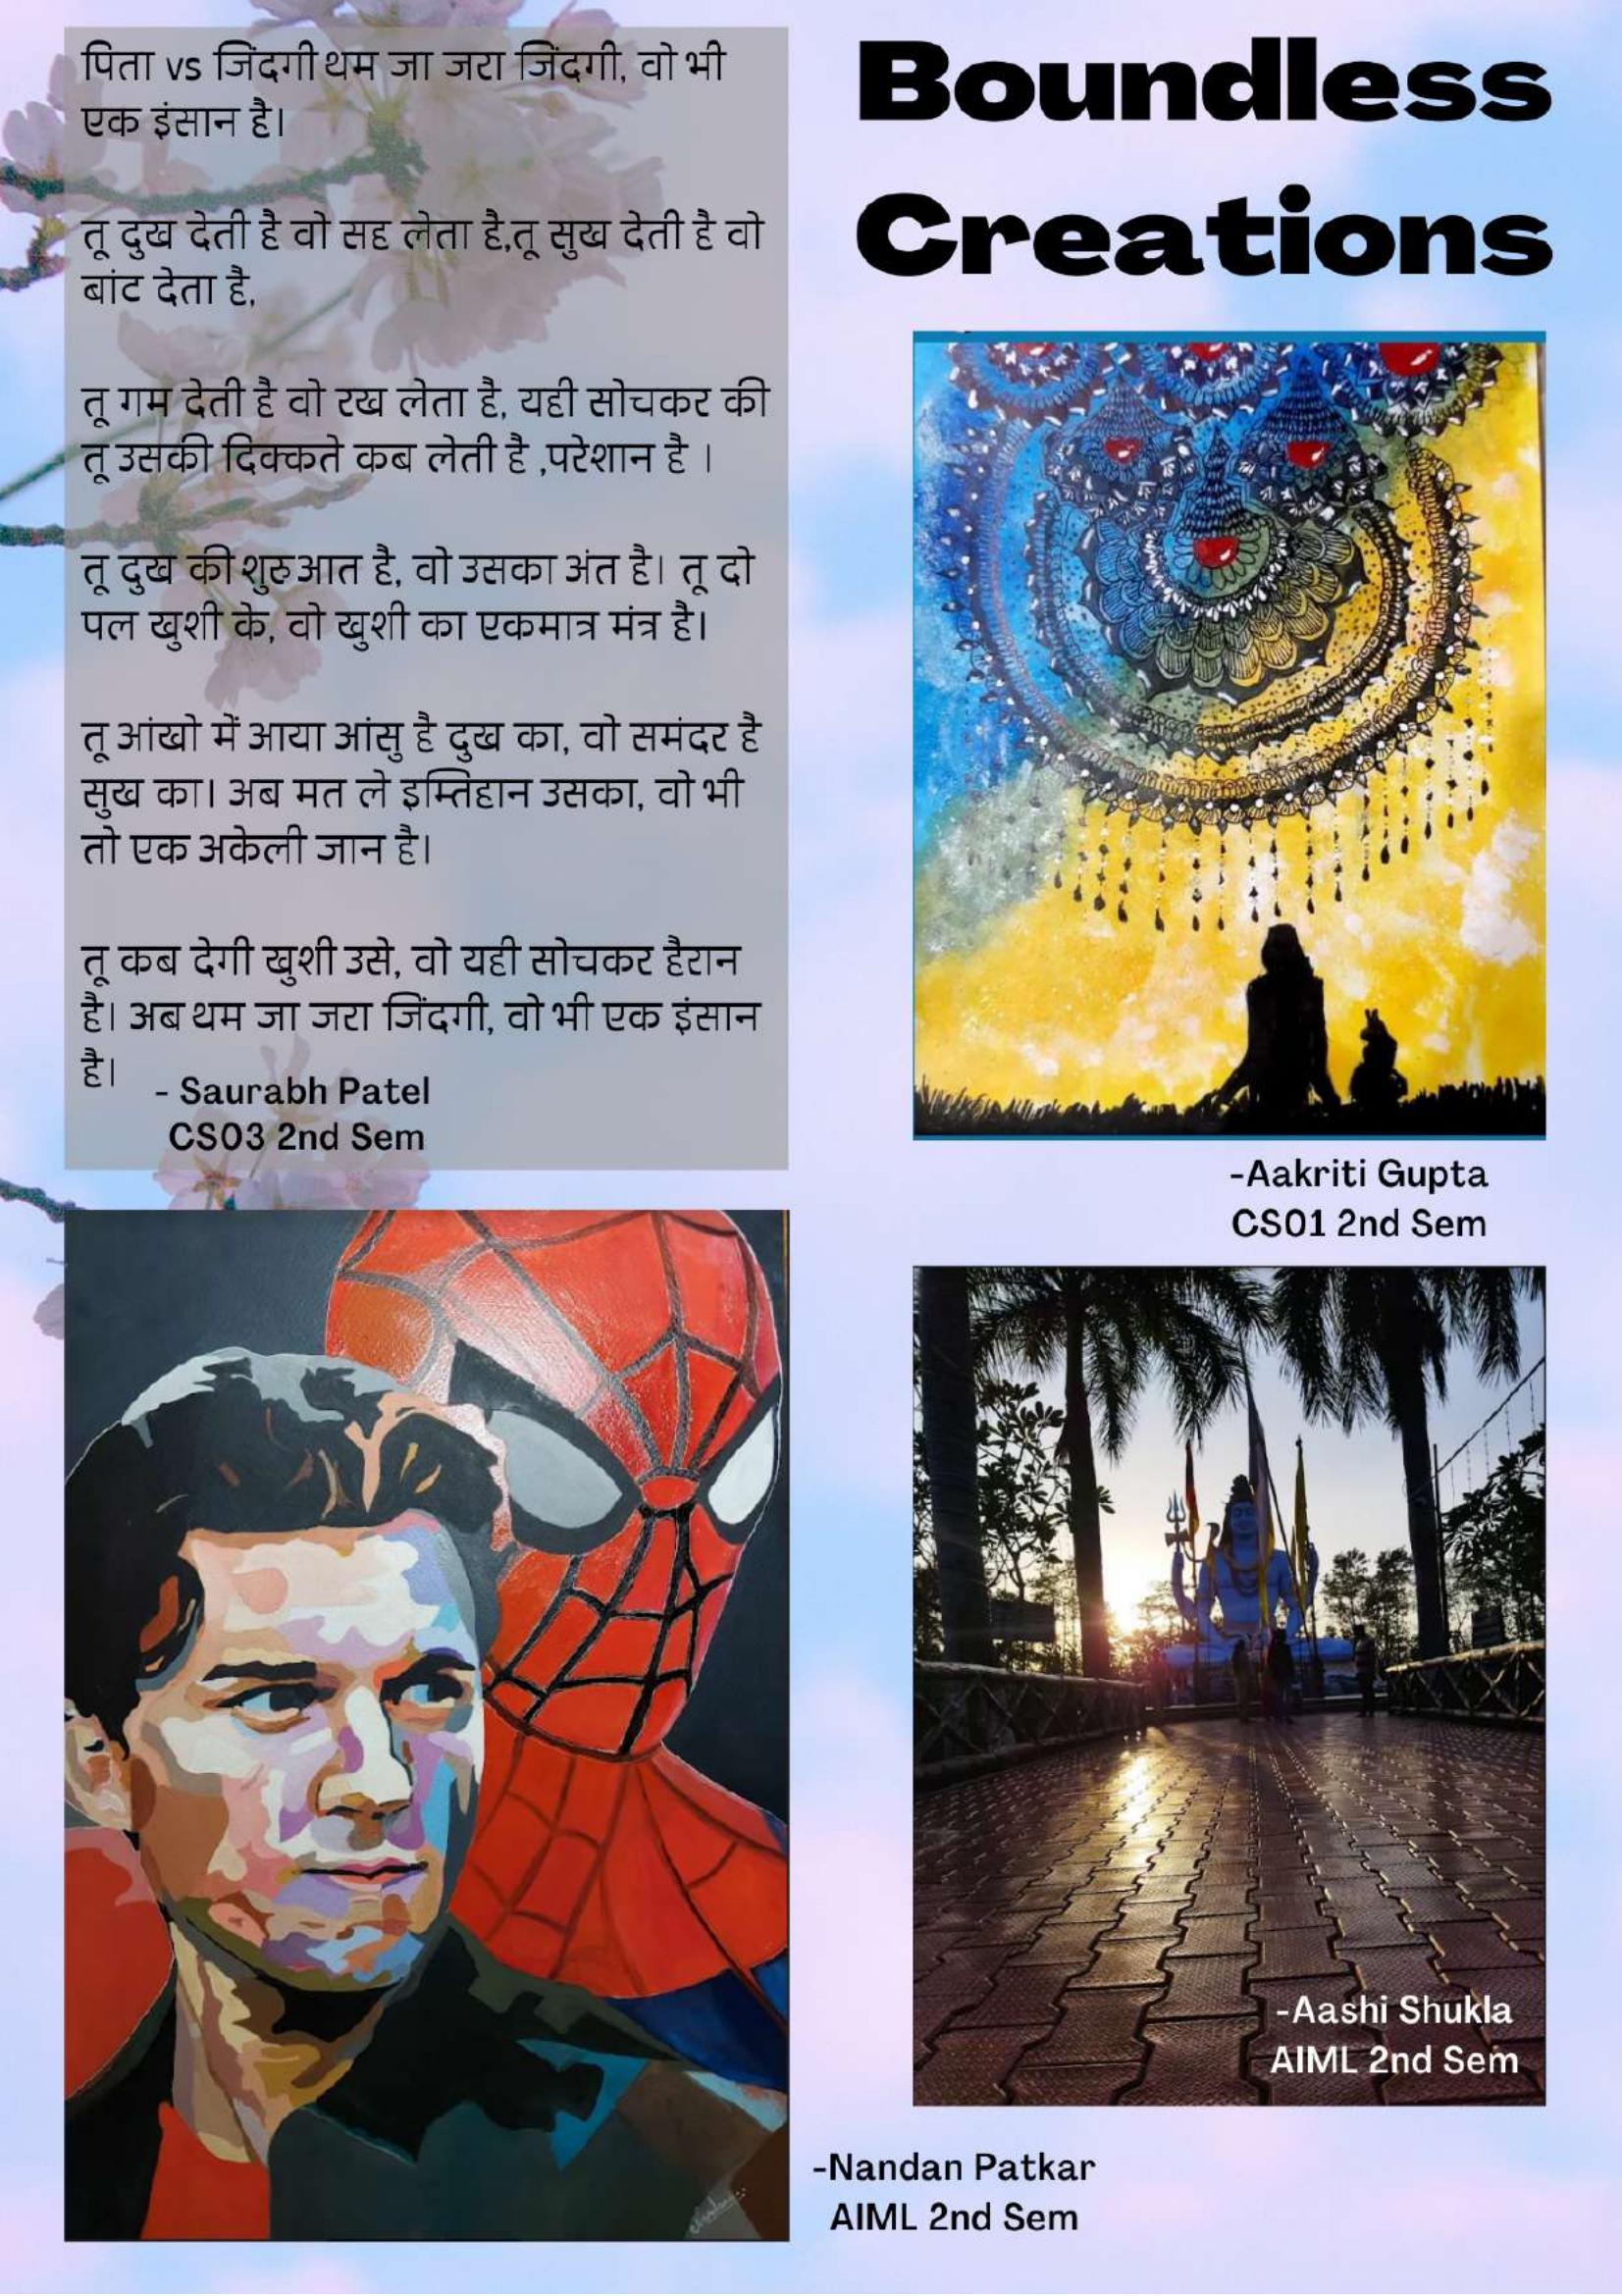 पिता vs जिंदगी थम जा जरा जिंदगी, वो भी
एक इंसान है।
तू दुख देती है वो सह लेता है,तू सुख देती है वो
बांट देता है,
तू गम देती है वो रख लेता है, यही सोचकर की
तू उसकी दिक्कते कब लेती है ,परेशान है ।
तू दुख की शुरुआत है, वो उसका अंत है। तू दो
पल खुशी के, वो खुशी का एकमात्र मंत्र है।
तू आंखो में आया आंसु है दुख का, वो समंदर है
सुख का। अब मत ले इम्तिहान उसका, वो भी
तो एक अकेली जान है।
तू कब देगी खुशी उसे, वो यही सोचकर हैरान
है। अब थम जा जरा जिंदगी, वो भी एक इंसान
है।
- Saurabh Patel
CS03 2nd Sem
Boundless
Creations
-Aakriti Gupta
CS01 2nd Sem
-Aashi Shukla
AIML 2nd Sem
-Nandan Patkar
AIML 2nd Sem